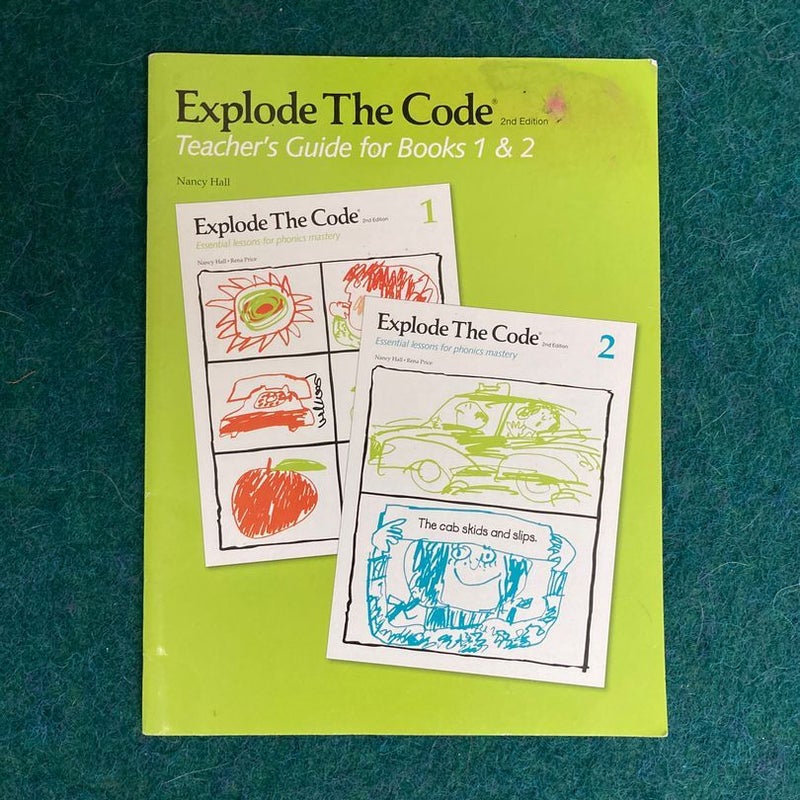 Explode The Code® 2nd Edition
Teacher's Guide for Books 1 & 2
Nancy Hall
Explode The Code® 2nd Edition 1
Essential lessons for phonics mastery
Nancy Hall • Rena Price
Explode The Code® 2nd Edition 2
Essential lessons for phonics mastery
Nancy Hall • Rena Price
The cab skids and slips.